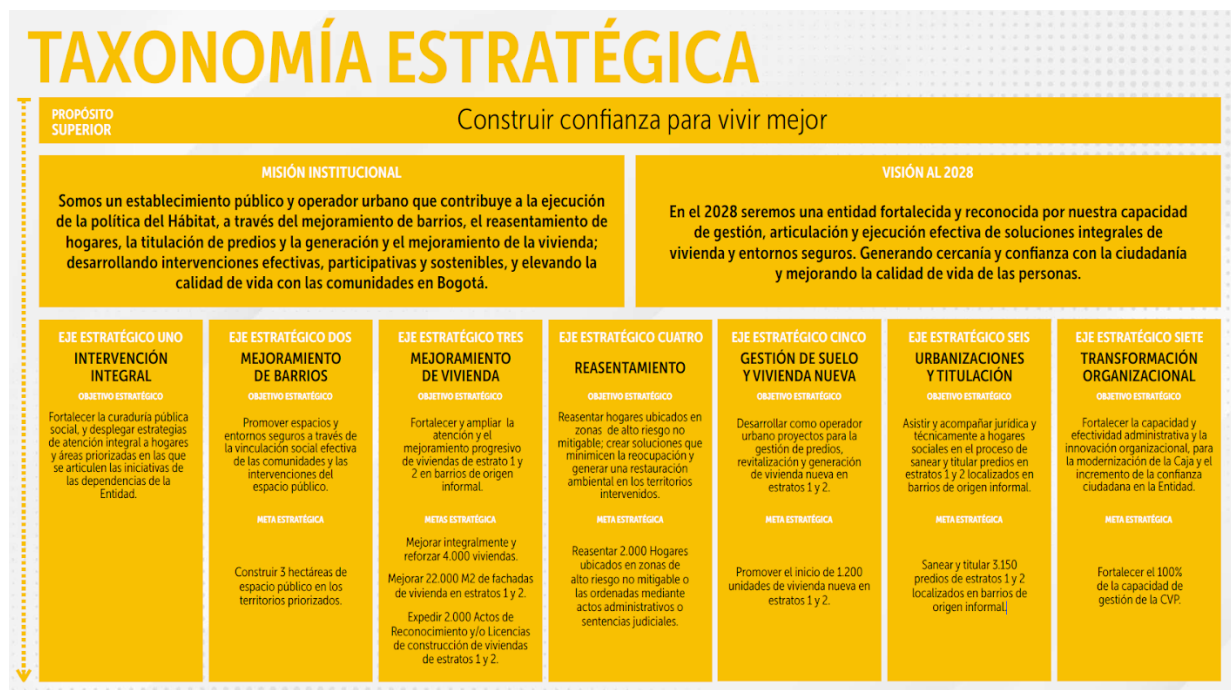 TAXONOMÍA ESTRATÉGICA
PROPÓSITO
SUPERIOR
Construir confianza para vivir mejor
MISIÓN INSTITUCIONAL
Somos un establecimiento público y operador urbano que contribuye a la ejecución
de la política del Hábitat, a través del mejoramiento de barrios, el reasentamiento de
hogares, la titulación de predios y la generación y el mejoramiento de la vivienda;
desarrollando intervenciones efectivas, participativas y sostenibles, y elevando la
calidad de vida con las comunidades en Bogotá.
VISIÓN AL 2028
En el 2028 seremos una entidad fortalecida y reconocida por nuestra capacidad
de gestión, articulación y ejecución efectiva de soluciones integrales de
vivienda y entornos seguros. Generando cercanía y confianza con la ciudadanía
y mejorando la calidad de vida de las personas.
EJE ESTRATÉGICO UNO
INTERVENCIÓN
INTEGRAL
OBJETIVO ESTRATÉGICO
Fortalecer la curaduría pública
social, y desplegar estrategias
de atención integral a hogares
y áreas priorizadas en las que
se articulen las iniciativas de
las dependencias de la
Entidad.
EJE ESTRATÉGICO DOS
MEJORAMIENTO
DE BARRIOS
OBJETIVO ESTRATÉGICO
Promover espacios y
entornos seguros a través de
la vinculación social efectiva
de las comunidades y las
intervenciones del
espacio público.
META ESTRATÉGICA
Construir 3 hectáreas de
espacio público en los
territorios priorizados.
EJE ESTRATÉGICO TRES
MEJORAMIENTO
DE VIVIENDA
OBJETIVO ESTRATÉGICO
Fortalecer y ampliar la
atención y el
mejoramiento progresivo
de viviendas de estrato 1 y
2 en barrios de origen
informal.
METAS ESTRATÉGICA
Mejorar integralmente y
reforzar 4.000 viviendas.
Mejorar 22.000 M2 de fachadas
de vivienda en estratos 1 y 2.
Expedir 2.000 Actos de
Reconocimiento y/o Licencias
de construcción de viviendas
de estratos 1 y 2.
EJE ESTRATÉGICO CUATRO
REASENTAMIENTO
OBJETIVO ESTRATÉGICO
Reasentar hogares ubicados en
zonas de alto riesgo no
mitigable; crear soluciones que
minimicen la reocupación y
generar una restauración
ambiental en los territorios
intervenidos.
META ESTRATÉGICA
Reasentar 2.000 Hogares
ubicados en zonas de
alto riesgo no mitigable o
las ordenadas mediante
actos administrativos o
sentencias judiciales.
EJE ESTRATÉGICO CINCO
GESTIÓN DE SUELO
Y VIVIENDA NUEVA
OBJETIVO ESTRATÉGICO
Desarrollar como operador
urbano proyectos para la
gestión de predios,
revitalización y generación
de vivienda nueva en
estratos 1 y 2.
META ESTRATÉGICA
Promover el inicio de 1.200
unidades de vivienda nueva en
estratos 1 y 2.
EJE ESTRATÉGICO SEIS
URBANIZACIONES
Y TITULACIÓN
OBJETIVO ESTRATÉGICO
Asistir y acompañar jurídica y
técnicamente a hogares
sociales en el proceso de
sanear y titular predios en
estratos 1 y 2 localizados en
barrios de origen informal.
META ESTRATÉGICA
Sanear y titular 3.150
predios de estratos 1 y 2
localizados en barrios de
origen informal.
EJE ESTRATÉGICO SIETE
TRANSFORMACIÓN
ORGANIZACIONAL
OBJETIVO ESTRATÉGICO
Fortalecer la capacidad y
efectividad administrativa y la
innovación organizacional, para
la modernización de la Caja y el
incremento de la confianza
ciudadana en la Entidad.
META ESTRATÉGICA
Fortalecer el 100%
de la capacidad de
gestión de la CVP.